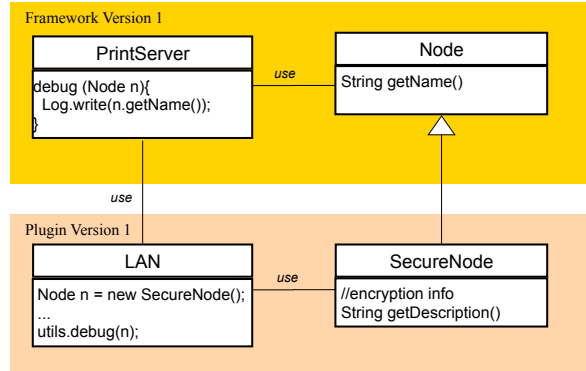 Framework Version 1
PrintServer
debug (Node n){
Log.write(n.getName());
}
use
Node
String getName()
use
Plugin Version 1
LAN
Node n = new SecureNode();
...
utils.debug(n);
use
SecureNode
//encryption info
String getDescription()